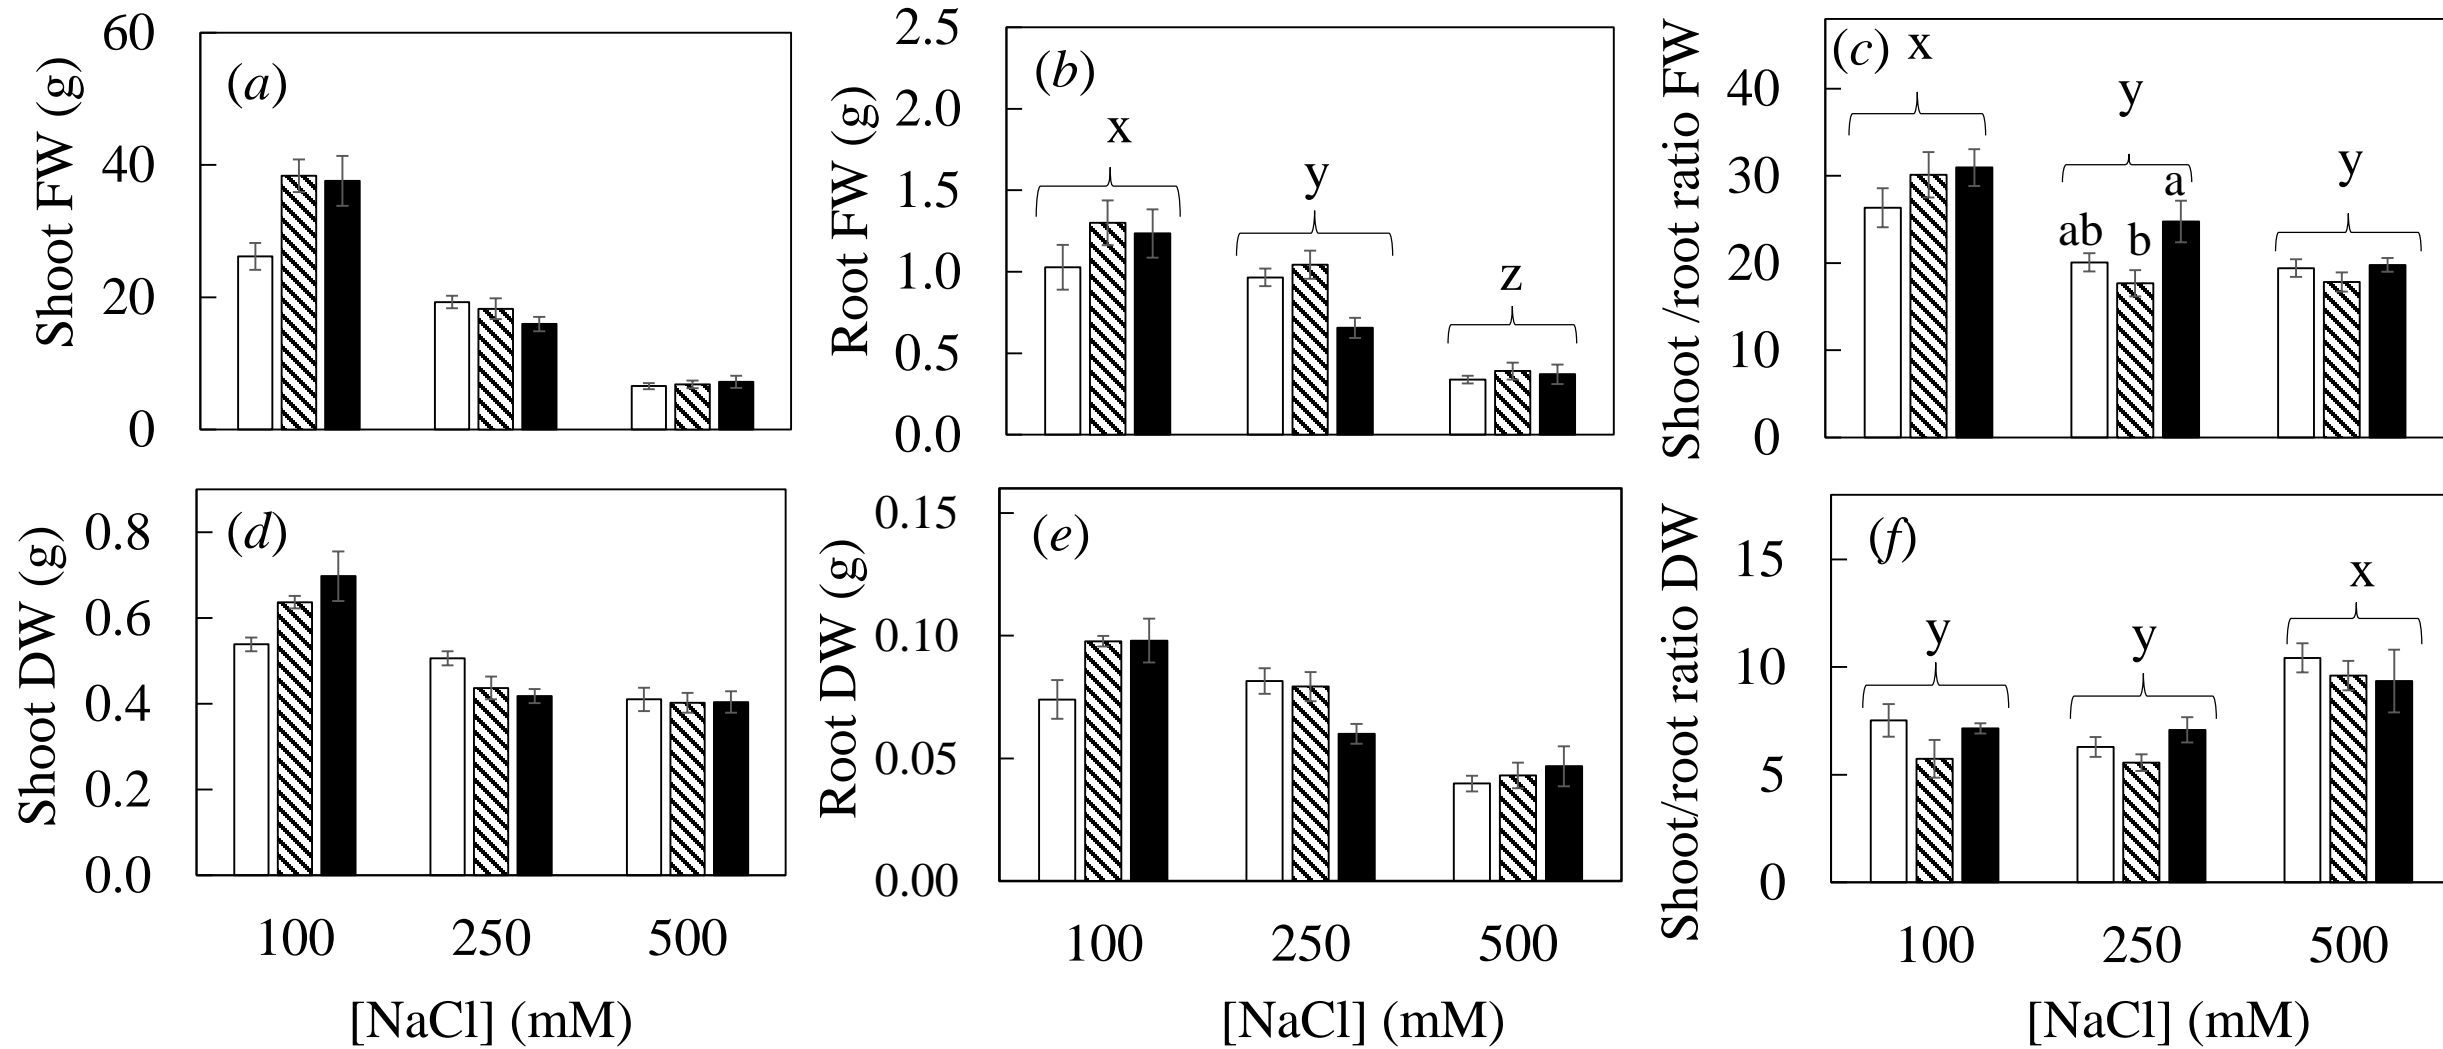 Shoot FW (g)
60
40
20
0
(a)
Root FW (g)
2.5
2.0
1.5
1.0
0.5
0.0
(b)
x
y
z
Shoot /root ratio FW
40
30
20
10
0
(c)
x
y
ab
b
a
y
Shoot DW (g)
0.8
0.6
0.4
0.2
0.0
(d)
100
250
500
[NaCl] (mM)
Root DW (g)
0.15
0.10
0.05
0.00
(e)
100
250
500
[NaCl] (mM)
Shoot/root ratio DW
15
10
5
0
(f)
y
y
x
100
250
500
[NaCl] (mM)